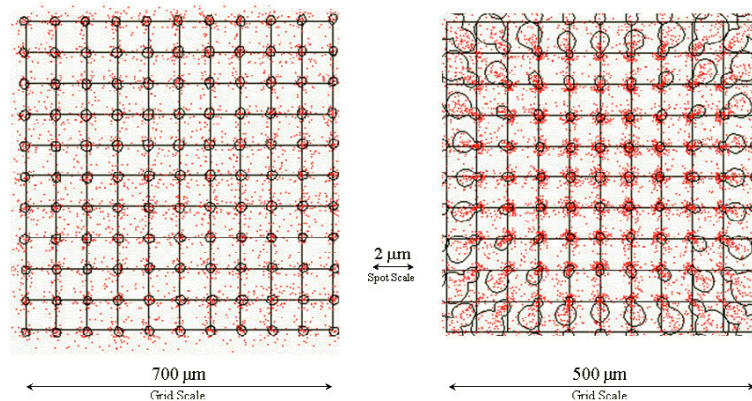 2 μm
Spot Scale
700 μm
Grid Scale
500 μm
Grid Scale